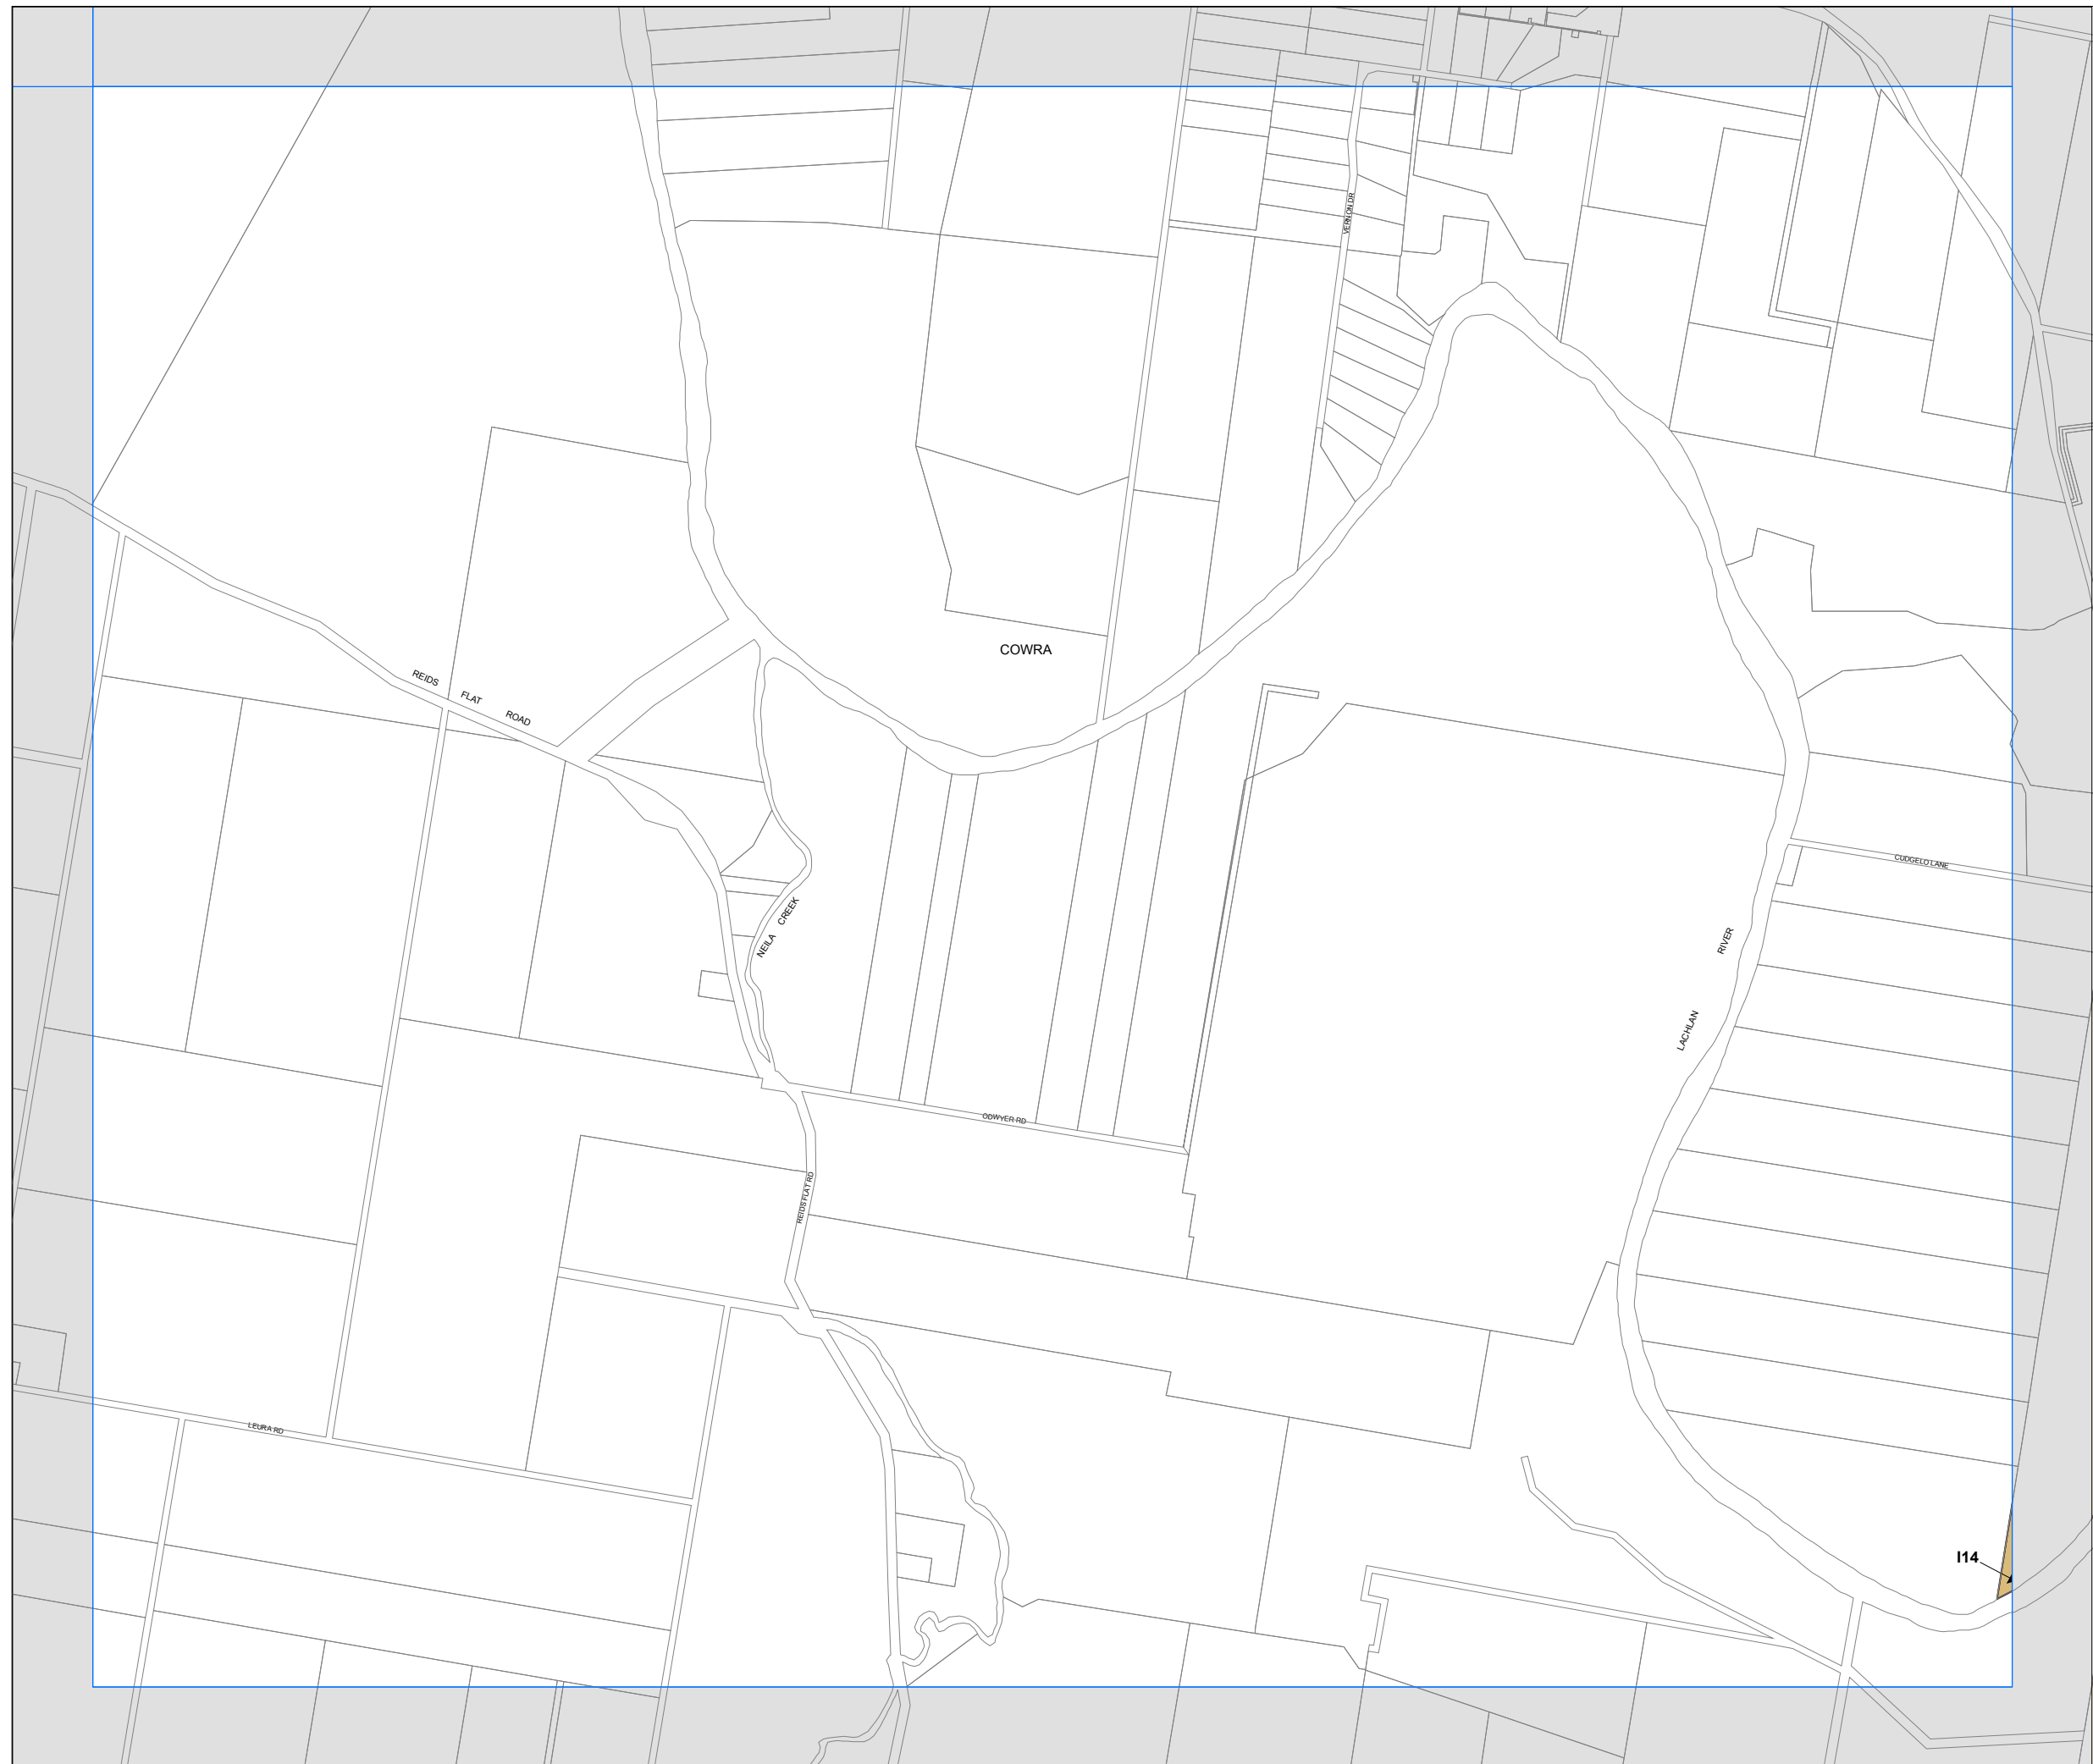 VERNON DR
COWRA
REIDS FLAT ROAD
CUDGELO LANE
NEILA CREEK
LACHLAN RIVER
ODWYER RD
REIDS FLAT RD
LEURA RD
I14